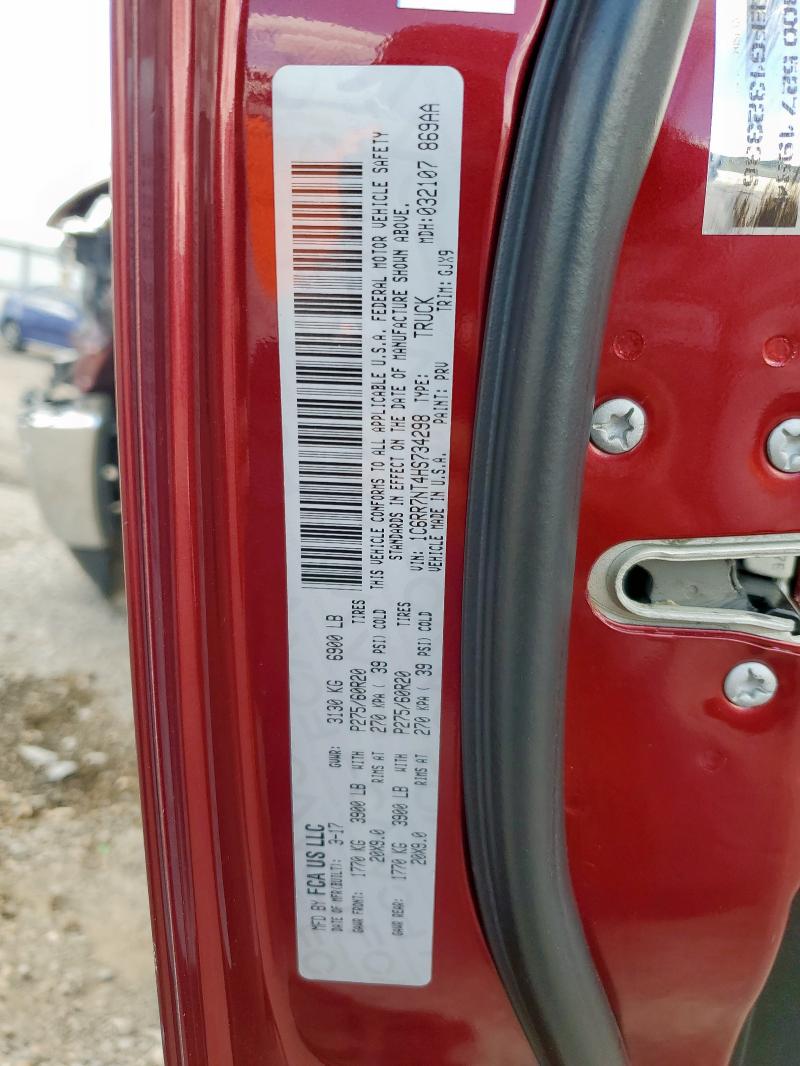 MFD BY FCA US LLC
DATE OF MFR(BUILT): 3-17 GVWR: 3130 KG 6900 LB
GAWR FRONT: 1770 KG 3900 LB WITH P275/60R20 TIRES
20X9.0 RIMS AT 270 KPA ( 39 PSI) COLD
GAWR REAR: 1770 KG 3900 LB WITH P275/60R20 TIRES
20X9.0 RIMS AT 270 KPA ( 39 PSI) COLD
THIS VEHICLE CONFORMS TO ALL APPLICABLE U.S.A. FEDERAL MOTOR VEHICLE SAFETY
STANDARDS IN EFFECT ON THE DATE OF MANUFACTURE SHOWN ABOVE.
VIN: 1C6RR7NT4HS734298 TYPE: TRUCK MDH:032107 869AA
VEHICLE MADE IN U.S.A. PAINT: PRV TRIM: GJX9